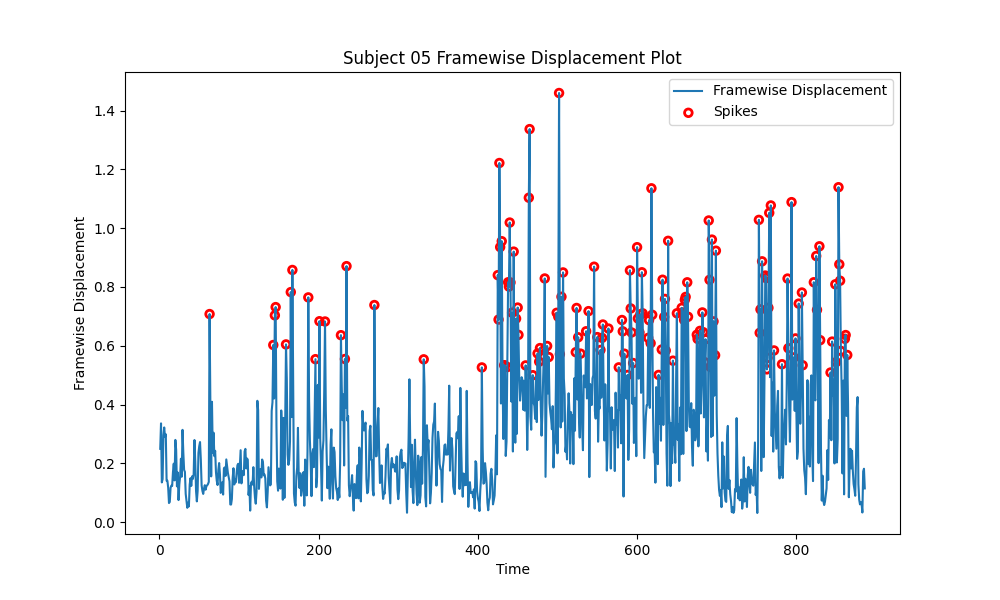 Subject 05 Framewise Displacement Plot
Framewise Displacement
Spikes
1.4
1.2
1.0
0.8
0.6
0.4
0.2
0.0
Framewise Displacement
0 200 400 600 800
Time